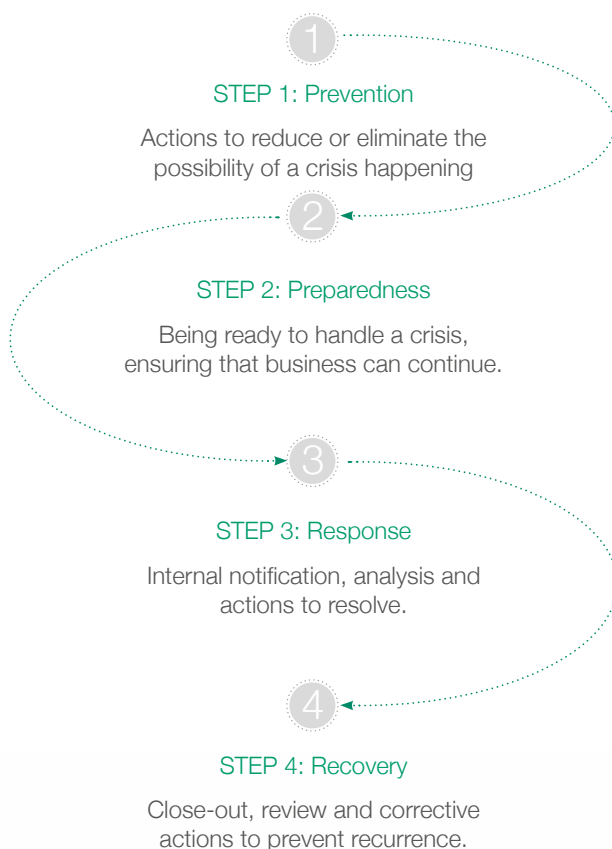 1
STEP 1: Prevention
Actions to reduce or eliminate the
possibility of a crisis happening
2
STEP 2: Preparedness
Being ready to handle a crisis,
ensuring that business can continue.
3
STEP 3: Response
Internal notification, analysis and
actions to resolve.
4
STEP 4: Recovery
Close-out, review and corrective
actions to prevent recurrence.